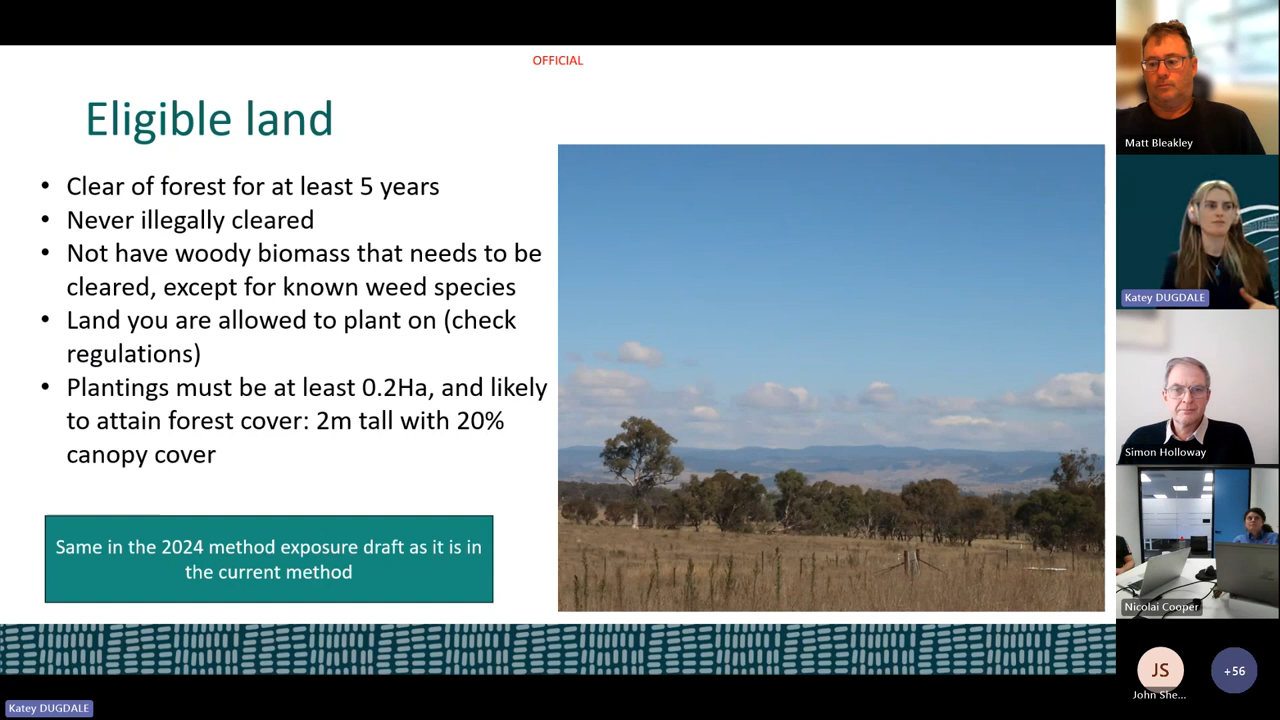 OFFICIAL
Eligible land
• Clear of forest for at least 5 years
• Never illegally cleared
• Not have woody biomass that needs to be
cleared, except for known weed species
• Land you are allowed to plant on (check
regulations)
• Plantings must be at least 0.2Ha, and likely
to attain forest cover: 2m tall with 20%
canopy cover
Same in the 2024 method exposure draft as it is in
the current method
Matt Bleakley
Katey DUGDALE
Simon Holloway
Nicolai Cooper
JS
John She...
+56
Katey DUGDALE